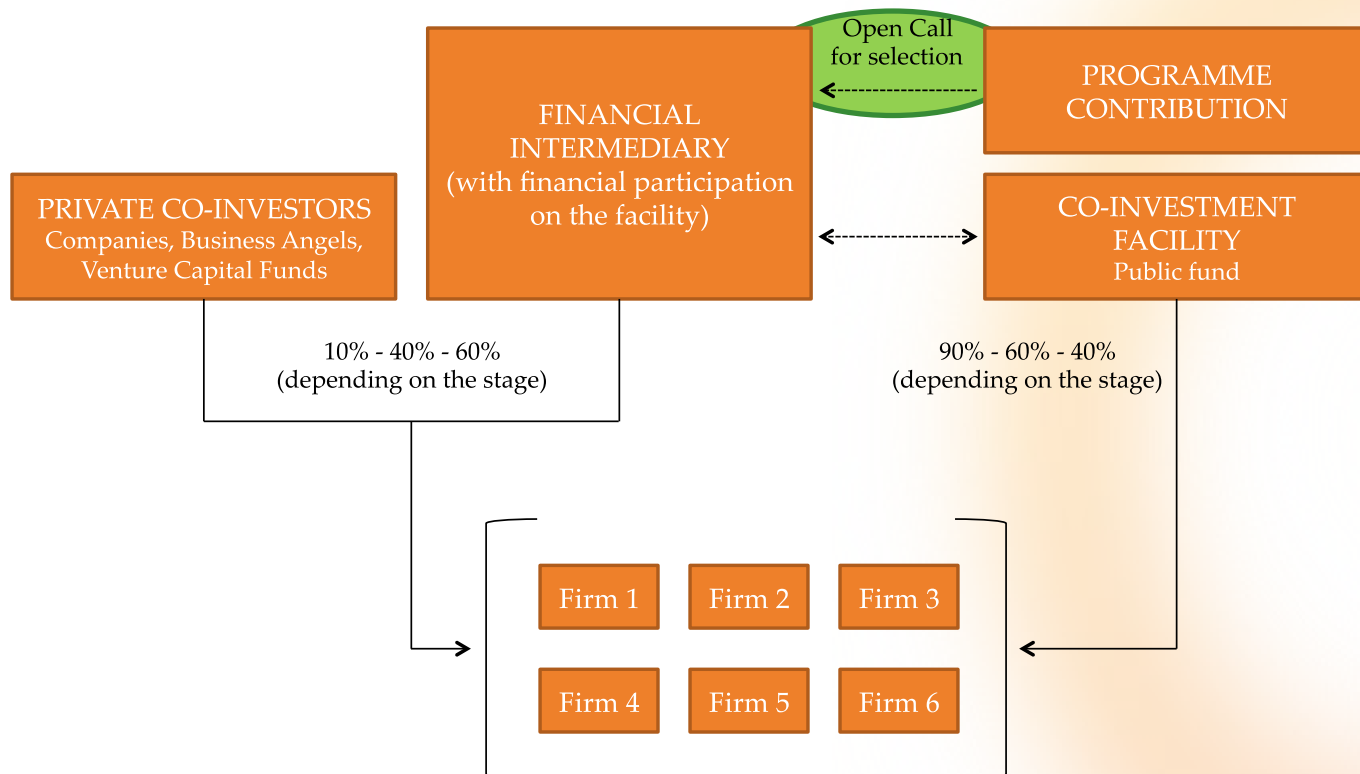 Open Call
for selection
PROGRAMME
CONTRIBUTION
FINANCIAL
INTERMEDIARY
(with financial participation
on the facility)
PRIVATE CO-INVESTORS
Companies, Business Angels,
Venture Capital Funds
CO-INVESTMENT
FACILITY
Public fund
10% - 40% - 60%
(depending on the stage)
90% - 60% - 40%
(depending on the stage)
Firm 1
Firm 2
Firm 3
Firm 4
Firm 5
Firm 6